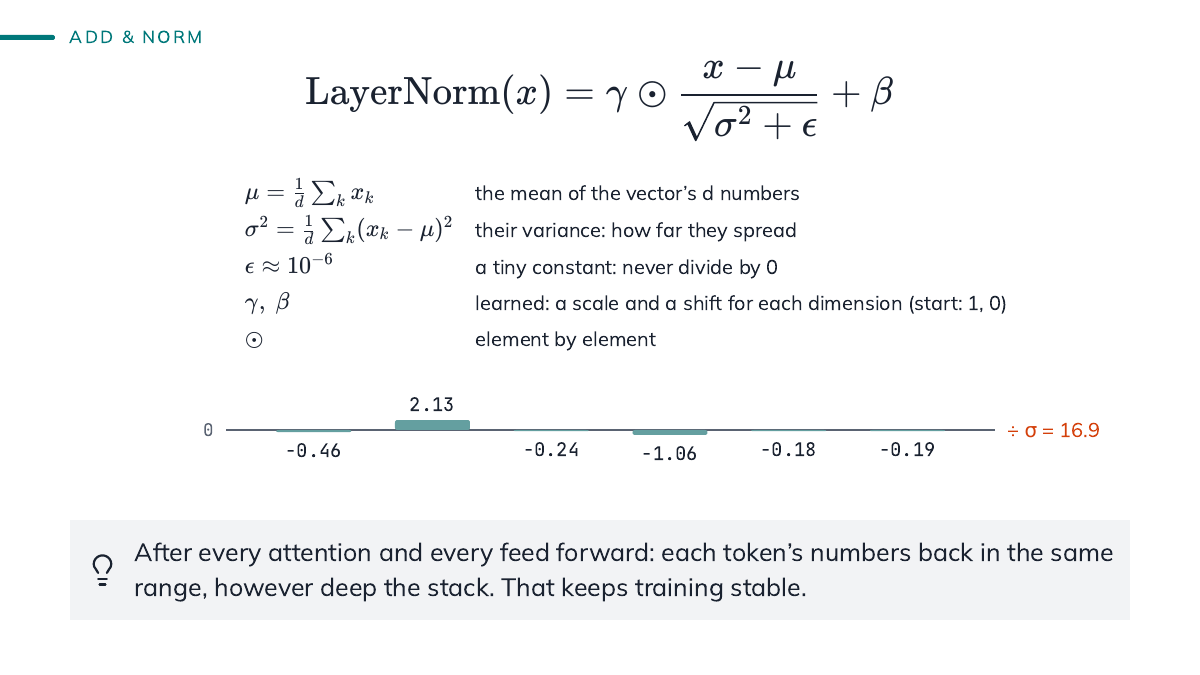 ADD & NORM
LayerNorm(x) = γ ⊙ (x − μ) / √(σ² + ϵ) + β
μ = 1/d ∑ₖ xₖ the mean of the vector’s d numbers
σ² = 1/d ∑ₖ(xₖ − μ)² their variance: how far they spread
ϵ ≈ 10⁻⁶ a tiny constant: never divide by 0
γ, β learned: a scale and a shift for each dimension (start: 1, 0)
⊙ element by element
2.13
0 ÷ σ = 16.9
-0.46 -0.24 -1.06 -0.18 -0.19
After every attention and every feed forward: each token’s numbers back in the same
range, however deep the stack. That keeps training stable.